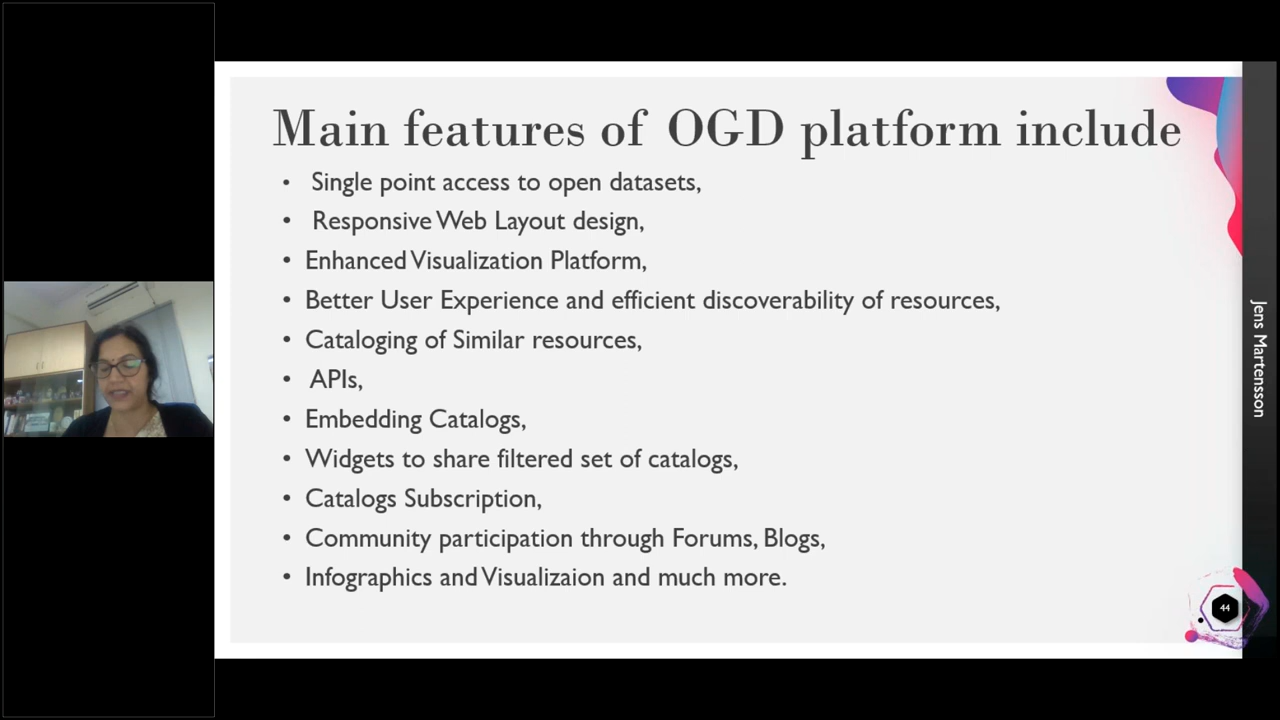 Main features of OGD platform include
• Single point access to open datasets,
• Responsive Web Layout design,
• Enhanced Visualization Platform,
• Better User Experience and efficient discoverability of resources,
• Cataloging of Similar resources,
• APIs,
• Embedding Catalogs,
• Widgets to share filtered set of catalogs,
• Catalogs Subscription,
• Community participation through Forums, Blogs,
• Infographics and Visualizaion and much more.
Jens Martensson
44